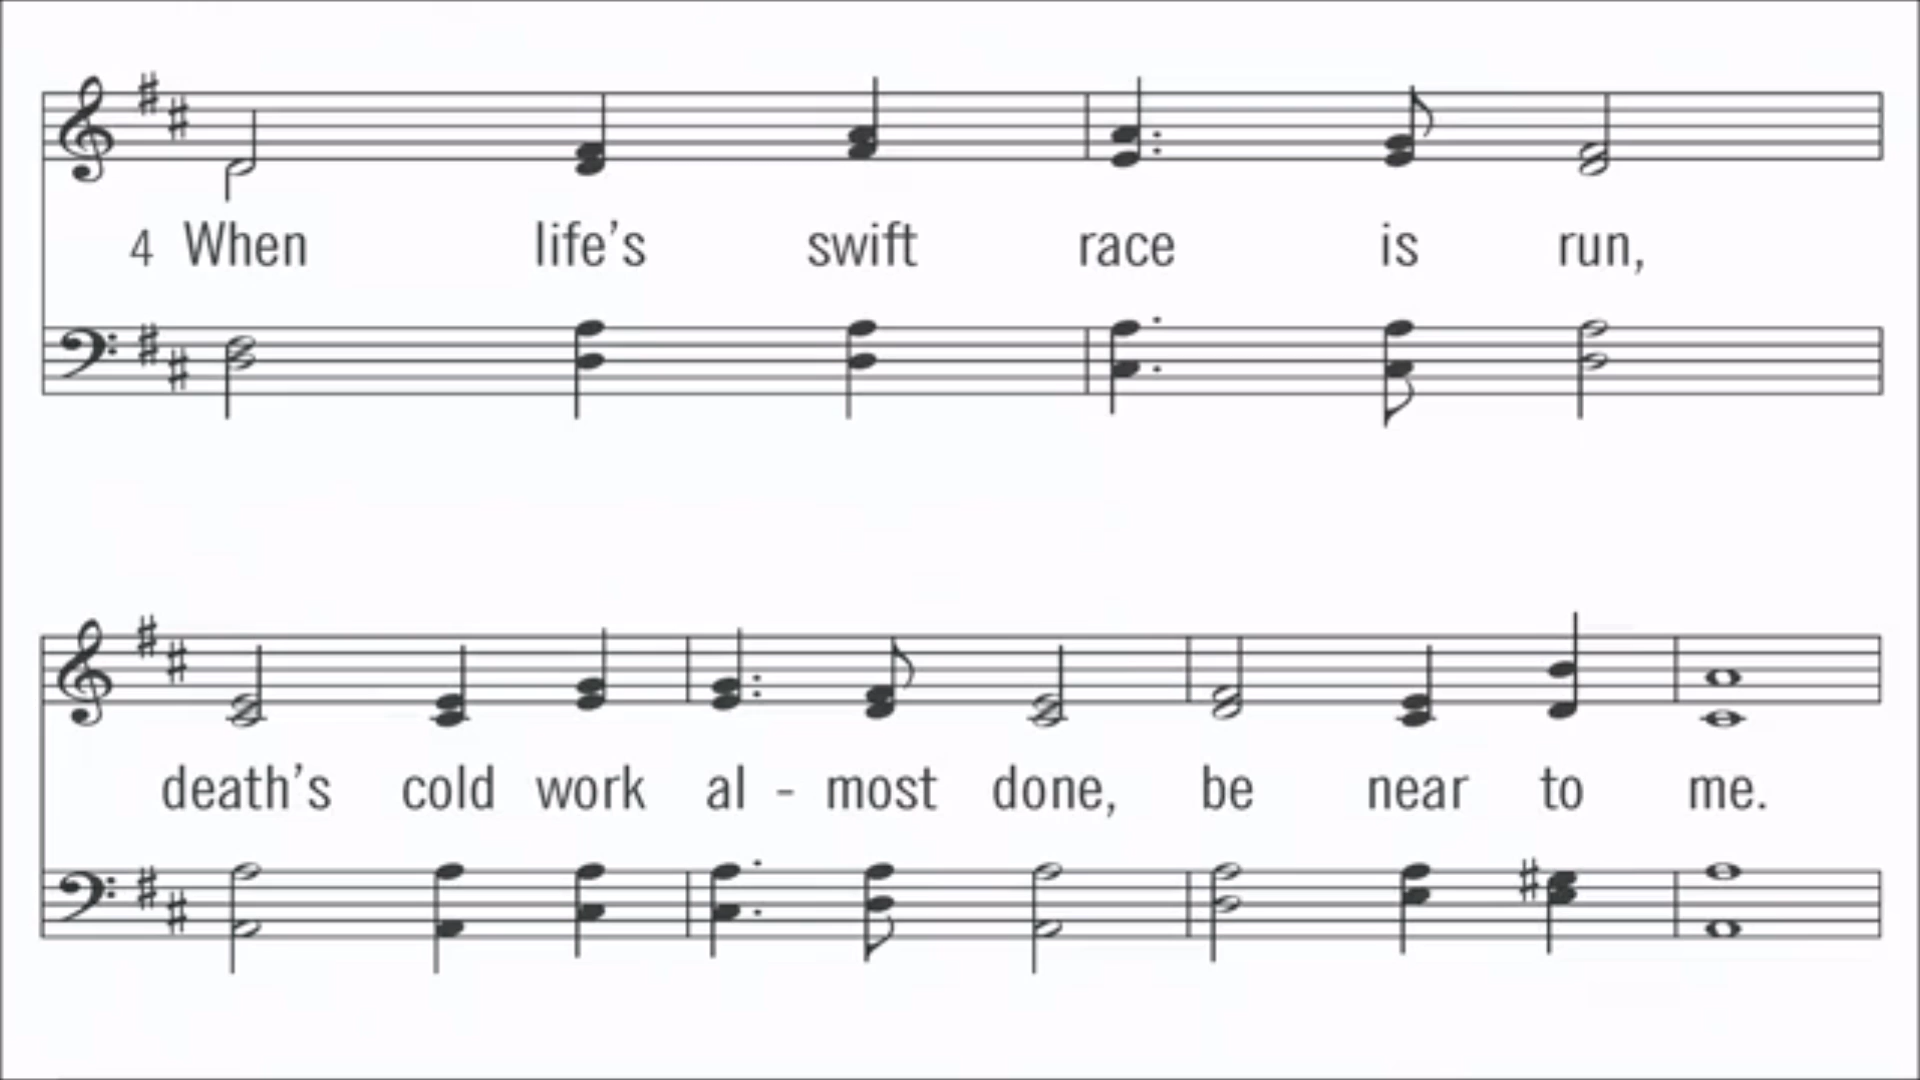 4 When life's swift race is run,
death's cold work al - most done, be near to me.